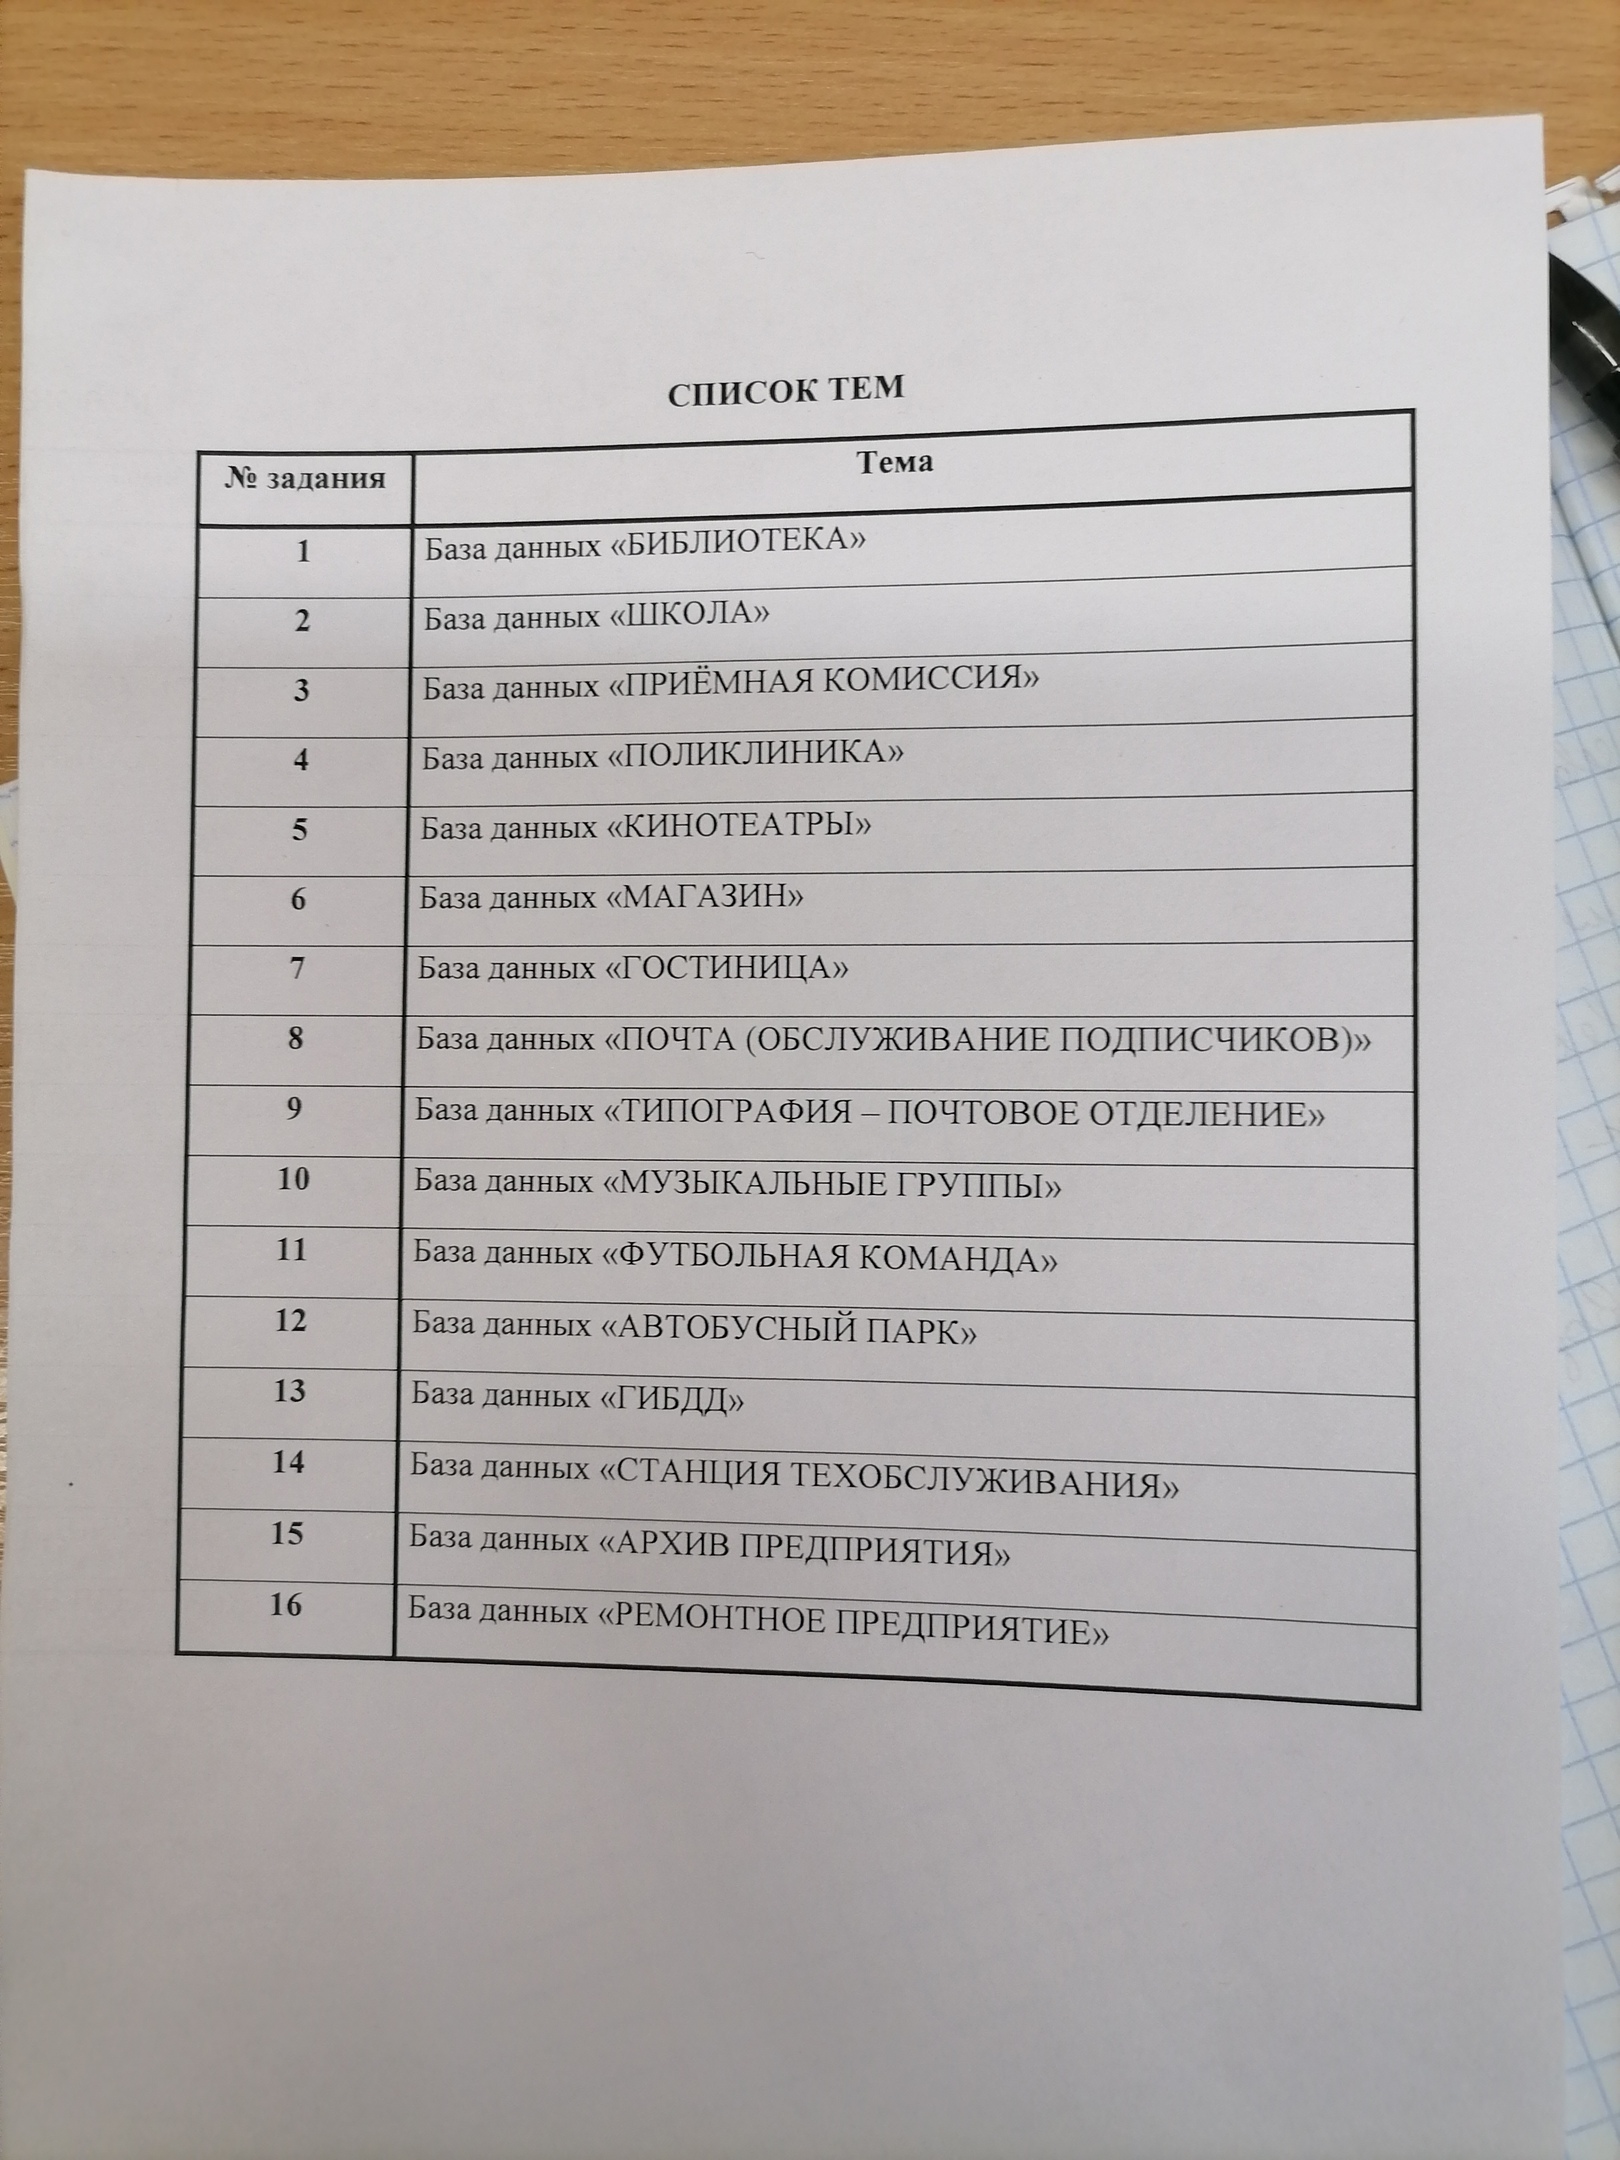 СПИСОК ТЕМ
№ задания Тема
1 База данных «БИБЛИОТЕКА»
2 База данных «ШКОЛА»
3 База данных «ПРИЁМНАЯ КОМИССИЯ»
4 База данных «ПОЛИКЛИНИКА»
5 База данных «КИНОТЕАТРЫ»
6 База данных «МАГАЗИН»
7 База данных «ГОСТИНИЦА»
8 База данных «ПОЧТА (ОБСЛУЖИВАНИЕ ПОДПИСЧИКОВ)»
9 База данных «ТИПОГРАФИЯ – ПОЧТОВОЕ ОТДЕЛЕНИЕ»
10 База данных «МУЗЫКАЛЬНЫЕ ГРУППЫ»
11 База данных «ФУТБОЛЬНАЯ КОМАНДА»
12 База данных «АВТОБУСНЫЙ ПАРК»
13 База данных «ГИБДД»
14 База данных «СТАНЦИЯ ТЕХОБСЛУЖИВАНИЯ»
15 База данных «АРХИВ ПРЕДПРИЯТИЯ»
16 База данных «РЕМОНТНОЕ ПРЕДПРИЯТИЕ»